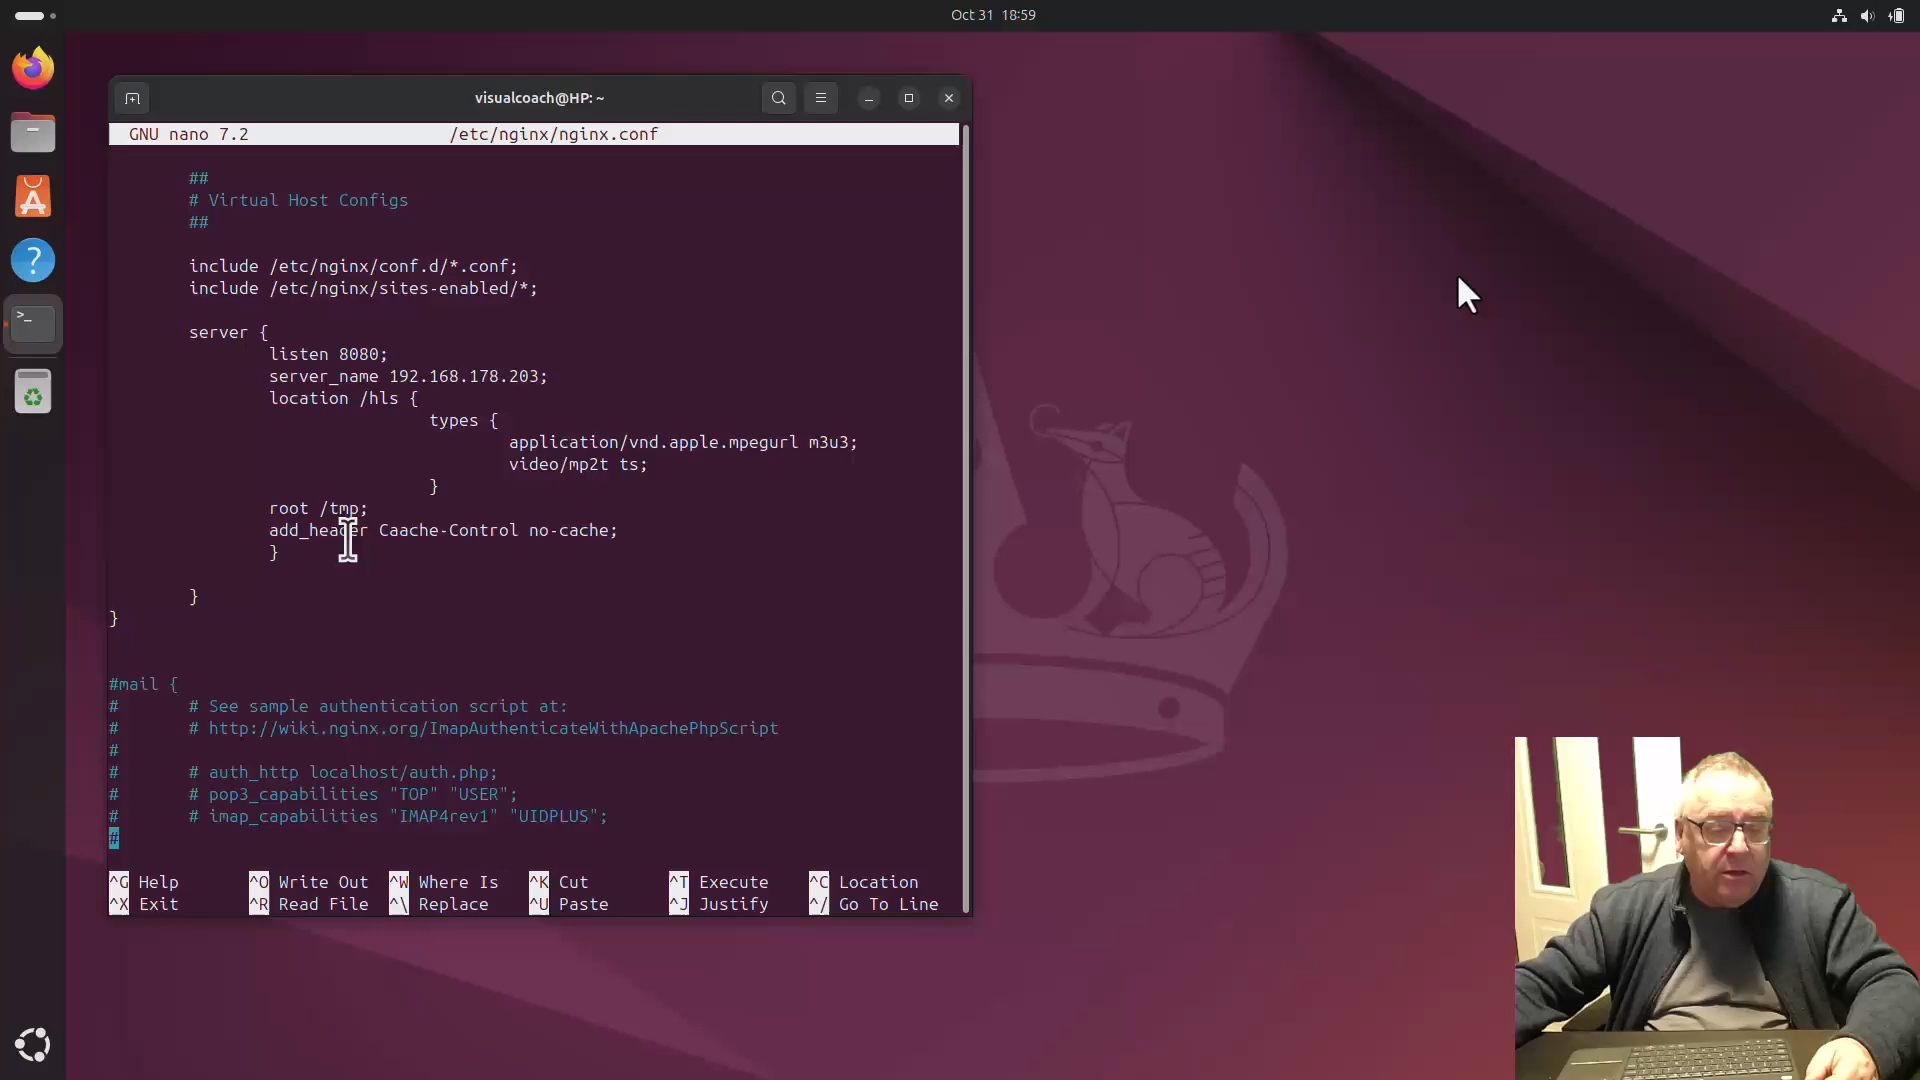 Oct 31 18:59
visualcoach@HP: ~
GNU nano 7.2 /etc/nginx/nginx.conf
##
# Virtual Host Configs
##
include /etc/nginx/conf.d/*.conf;
include /etc/nginx/sites-enabled/*;
server {
listen 8080;
server_name 192.168.178.203;
location /hls {
types {
application/vnd.apple.mpegurl m3u3;
video/mp2t ts;
}
root /tmp;
add_header Caache-Control no-cache;
}
}
}
#mail {
# # See sample authentication script at:
# # http://wiki.nginx.org/ImapAuthenticateWithApachePhpScript
#
# # auth_http localhost/auth.php;
# # pop3_capabilities "TOP" "USER";
# # imap_capabilities "IMAP4rev1" "UIDPLUS";
#
^G Help ^O Write Out ^W Where Is ^K Cut ^T Execute ^C Location
^X Exit ^R Read File ^\ Replace ^U Paste ^J Justify ^/ Go To Line